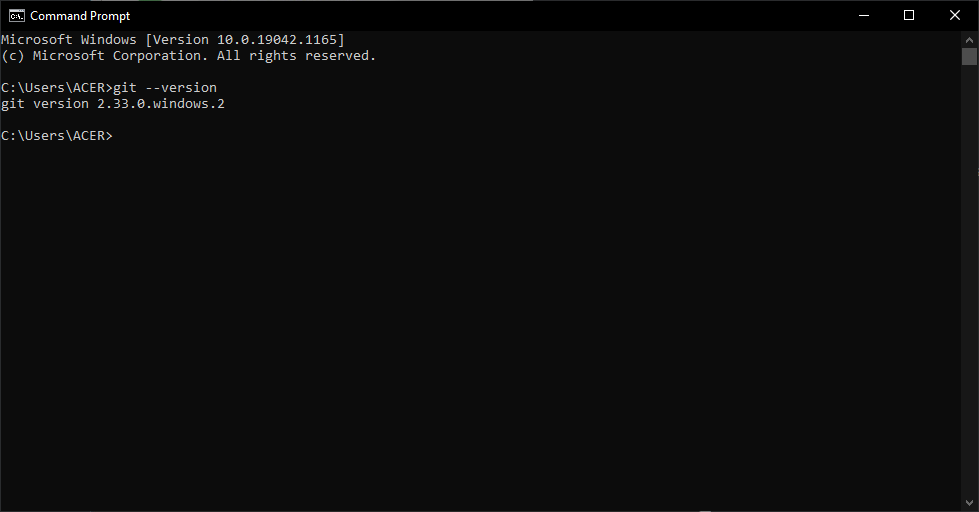 Command Prompt
Microsoft Windows [Version 10.0.19042.1165]
(c) Microsoft Corporation. All rights reserved.
C:\Users\ACER>git --version
git version 2.33.0.windows.2
C:\Users\ACER>